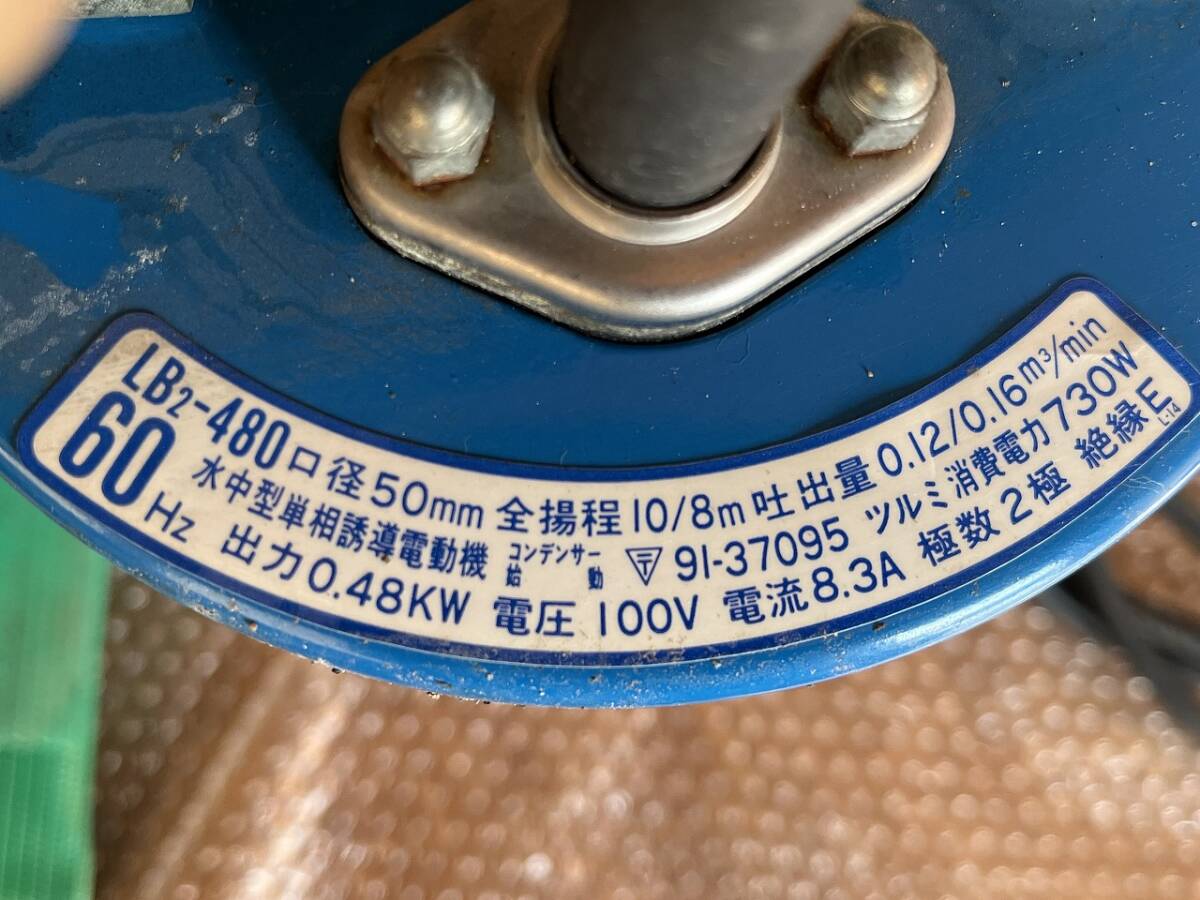 LB2-480 口径50mm 全揚程10/8m 吐出量0.12/0.16m³/min
水中型単相誘導電動機 コンデンサー始動 〒 91-37095 ツルミ 消費電力730W
60Hz 出力0.48KW 電圧100V 電流8.3A 極数2極 絶縁E
L-14